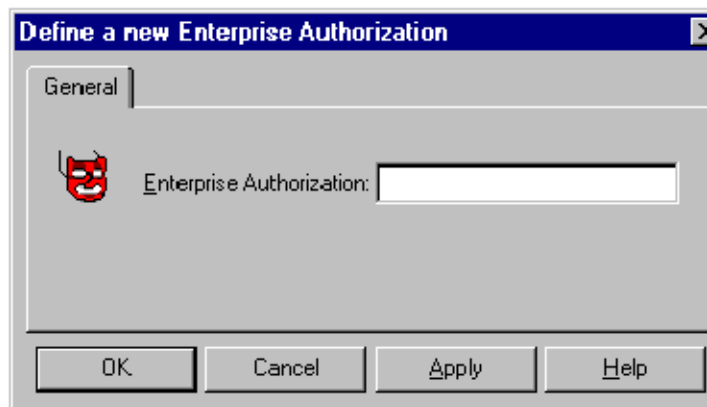 Define a new Enterprise Authorization
General
Enterprise Authorization:
OK Cancel Apply Help